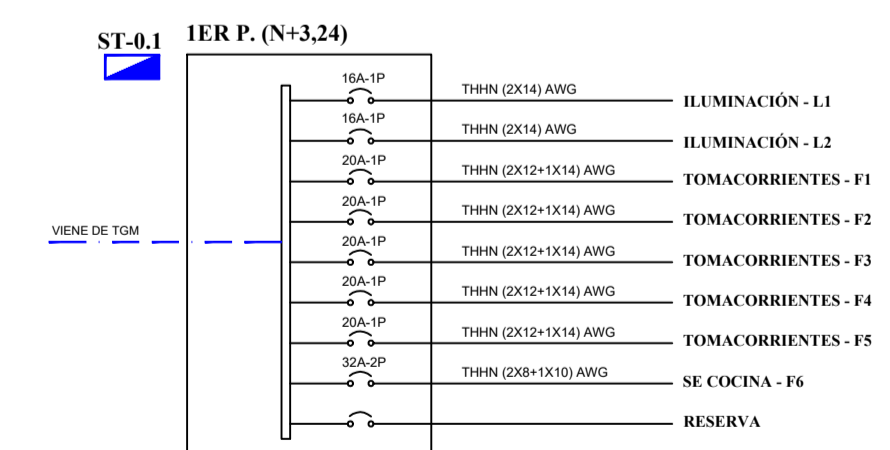 ST-0.1
1ER P. (N+3,24)
16A-1P THHN (2X14) AWG ILUMINACIÓN - L1
16A-1P THHN (2X14) AWG ILUMINACIÓN - L2
20A-1P THHN (2X12+1X14) AWG TOMACORRIENTES - F1
20A-1P THHN (2X12+1X14) AWG TOMACORRIENTES - F2
VIENE DE TGM
20A-1P THHN (2X12+1X14) AWG TOMACORRIENTES - F3
20A-1P THHN (2X12+1X14) AWG TOMACORRIENTES - F4
20A-1P THHN (2X12+1X14) AWG TOMACORRIENTES - F5
32A-2P THHN (2X8+1X10) AWG SE COCINA - F6
RESERVA